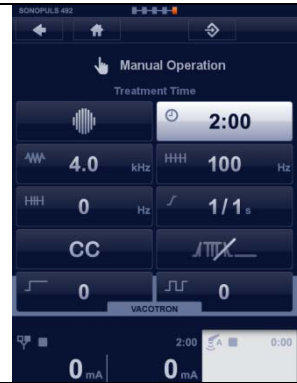 SONOPULS 492
Manual Operation
Treatment Time
2:00
4.0 kHz 100 Hz
0 Hz 1/1 s
CC
0 0
VACOTRON
2:00 A 0:00
0 mA 0 mA